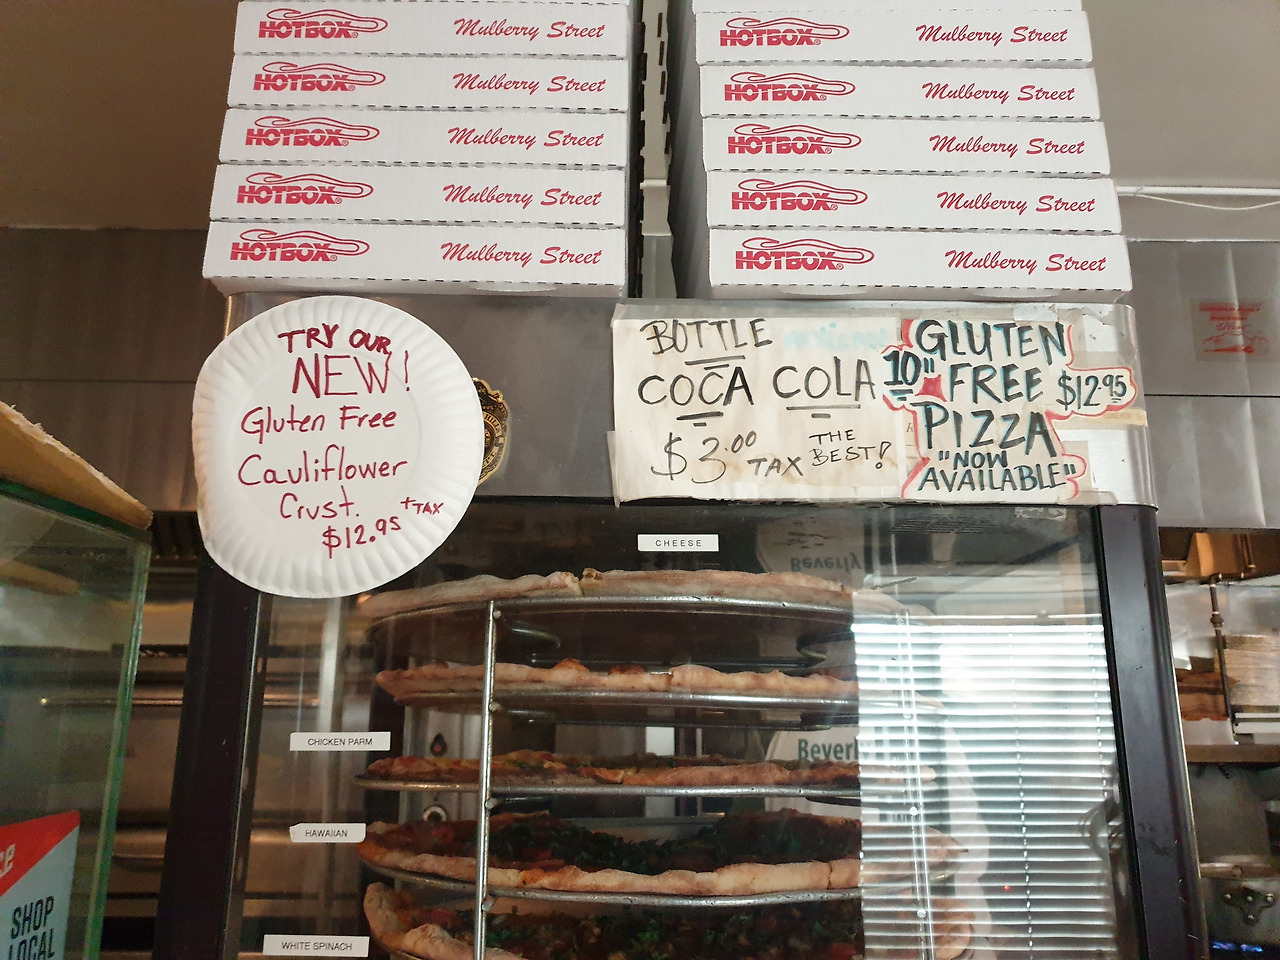 HOTBOX® Mulberry Street
HOTBOX® Mulberry Street
HOTBOX® Mulberry Street
HOTBOX® Mulberry Street
HOTBOX® Mulberry Street
HOTBOX® Mulberry Street
HOTBOX® Mulberry Street
HOTBOX® Mulberry Street
HOTBOX® Mulberry Street
HOTBOX® Mulberry Street
TRY OUR
NEW!
Gluten Free
Cauliflower
Crust.
$12.95 +TAX
BOTTLE
COCA COLA
$3.00 TAX THE BEST!
GLUTEN
10" FREE $12.95
PIZZA
"NOW
AVAILABLE"
CHEESE
Beverly
Beverly
CHICKEN PARM
HAWAIIAN
WHITE SPINACH
SHOP
LOCAL